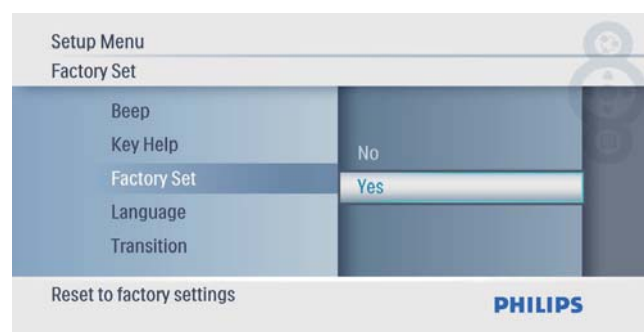 Setup Menu
Factory Set
Beep
Key Help
Factory Set
Language
Transition
No
Yes
Reset to factory settings
PHILIPS